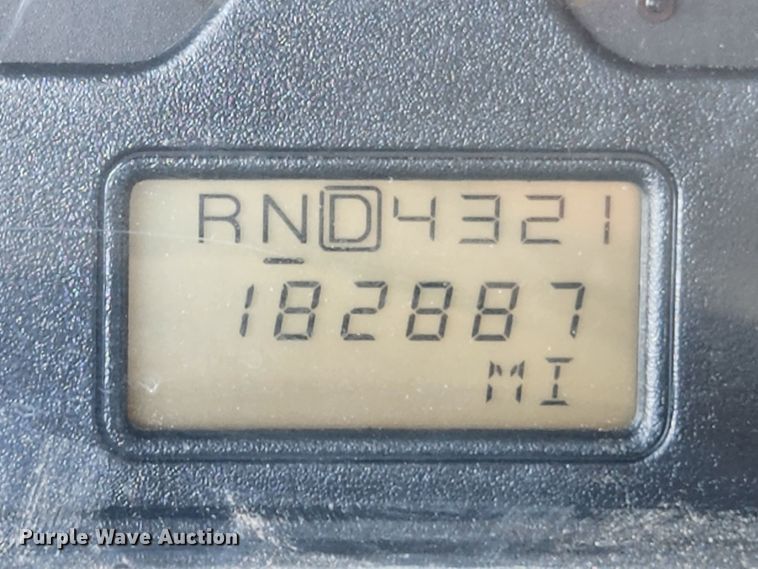 RND4321
182887
MI
Purple Wave Auction